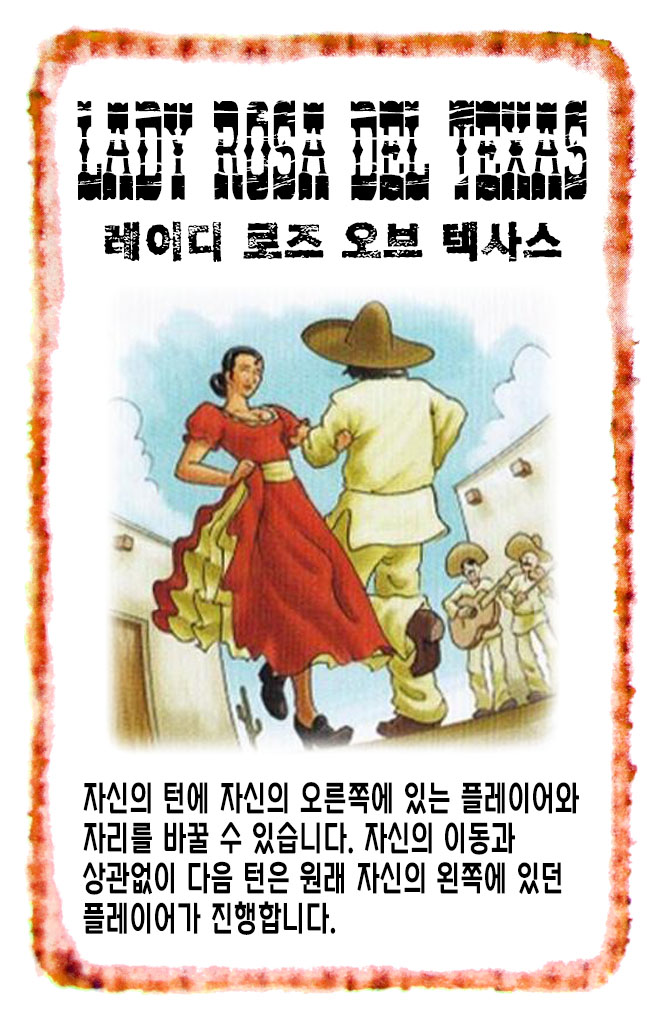 LADY ROSA DEL TEXAS
레이디 로즈 오브 텍사스
자신의 턴에 자신의 오른쪽에 있는 플레이어와
자리를 바꿀 수 있습니다. 자신의 이동과
상관없이 다음 턴은 원래 자신의 왼쪽에 있던
플레이어가 진행합니다.